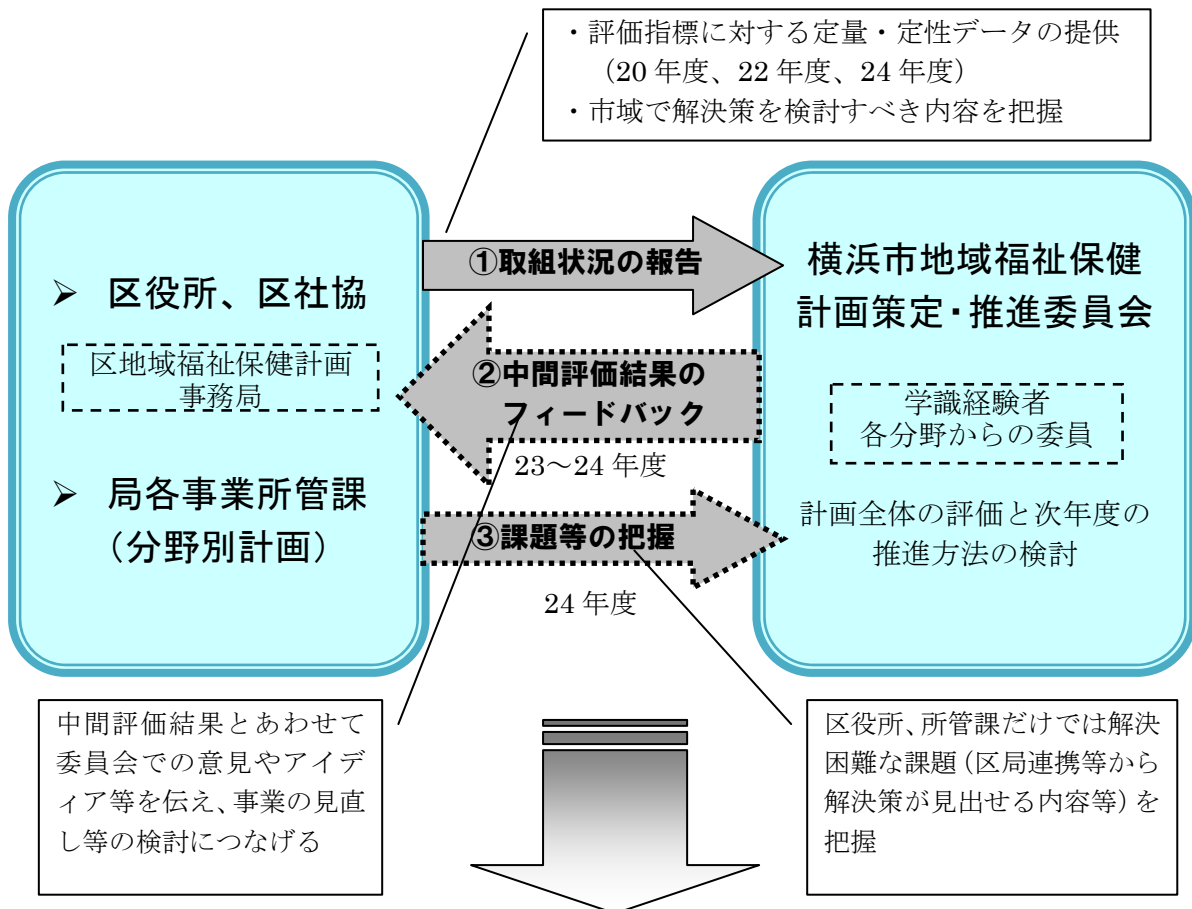 ・評価指標に対する定量・定性データの提供
(20 年度、22 年度、24 年度)
・市域で解決策を検討すべき内容を把握
➢ 区役所、区社協
区地域福祉保健計画
事務局
➢ 局各事業所管課
(分野別計画)
①取組状況の報告
②中間評価結果の
フィードバック
23~24 年度
③課題等の把握
24 年度
横浜市地域福祉保健
計画策定・推進委員会
学識経験者
各分野からの委員
計画全体の評価と次年度の
推進方法の検討
中間評価結果とあわせて
委員会での意見やアイデ
ィア等を伝え、事業の見直
し等の検討につなげる
区役所、所管課だけでは解決
困難な課題(区局連携等から
解決策が見出せる内容等)を
把握